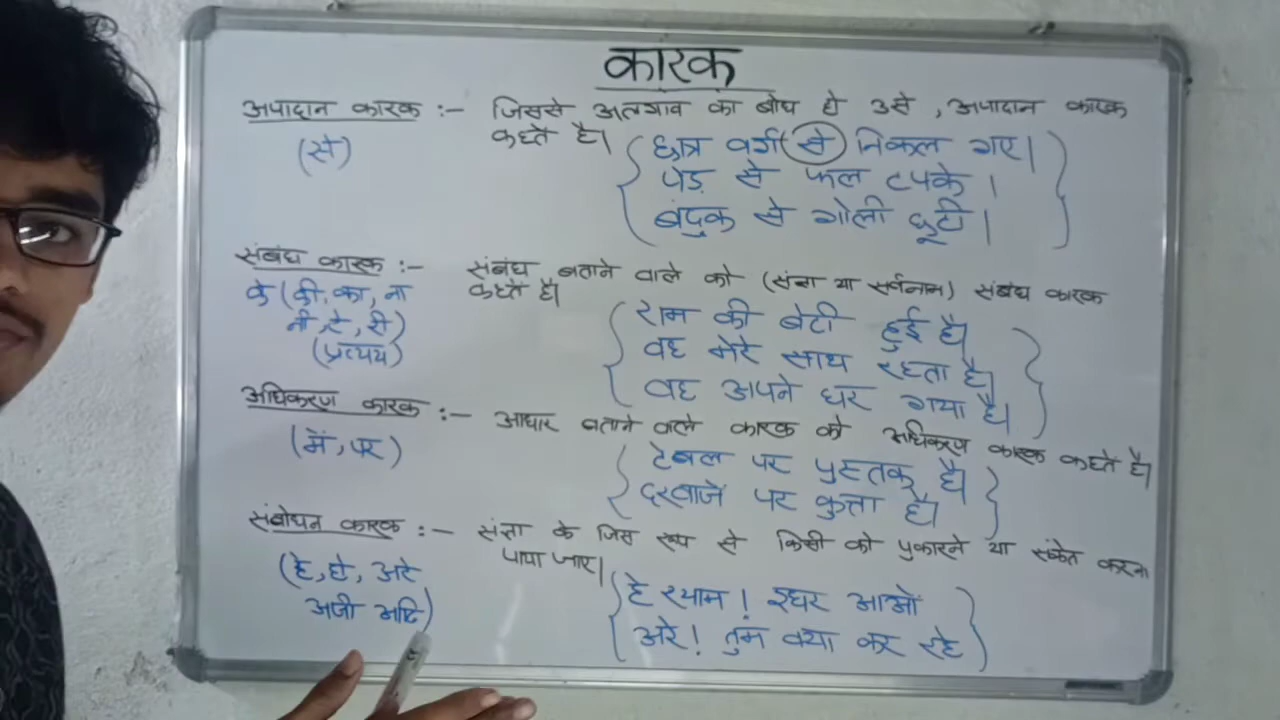 कारक
अपादान कारक :- जिससे अलगाव का बोध हो उसे , अपादान कारक
कहते है।
(से)
छात्र वर्ग से निकल गए।
पेड़ से फल टपके ।
बंदुक से गोली छूटी।
संबंध कारक :- संबंध बताने वाले को (संज्ञा या सर्वनाम) संबंध कारक
कहते है।
के (की, का, ना
नी, रे, री)
(प्रत्यय)
राम की बेटी हुई है।
वह मेरे साथ रहता है।
वह अपने घर गया है।
अधिकरण कारक :- आधार बताने वाले कारक को अधिकरण कारक कहते है।
(में, पर)
टेबल पर पुस्तक है।
दरवाजे पर कुत्ता है।
संबोधन कारक :- संज्ञा के जिस रूप से किसी को पुकारने या संकेत करना
पाया जाए।
(हे, हो, अरे
अजी आदि)
हे श्याम! इधर आओ
अरे! तुम क्या कर रहे